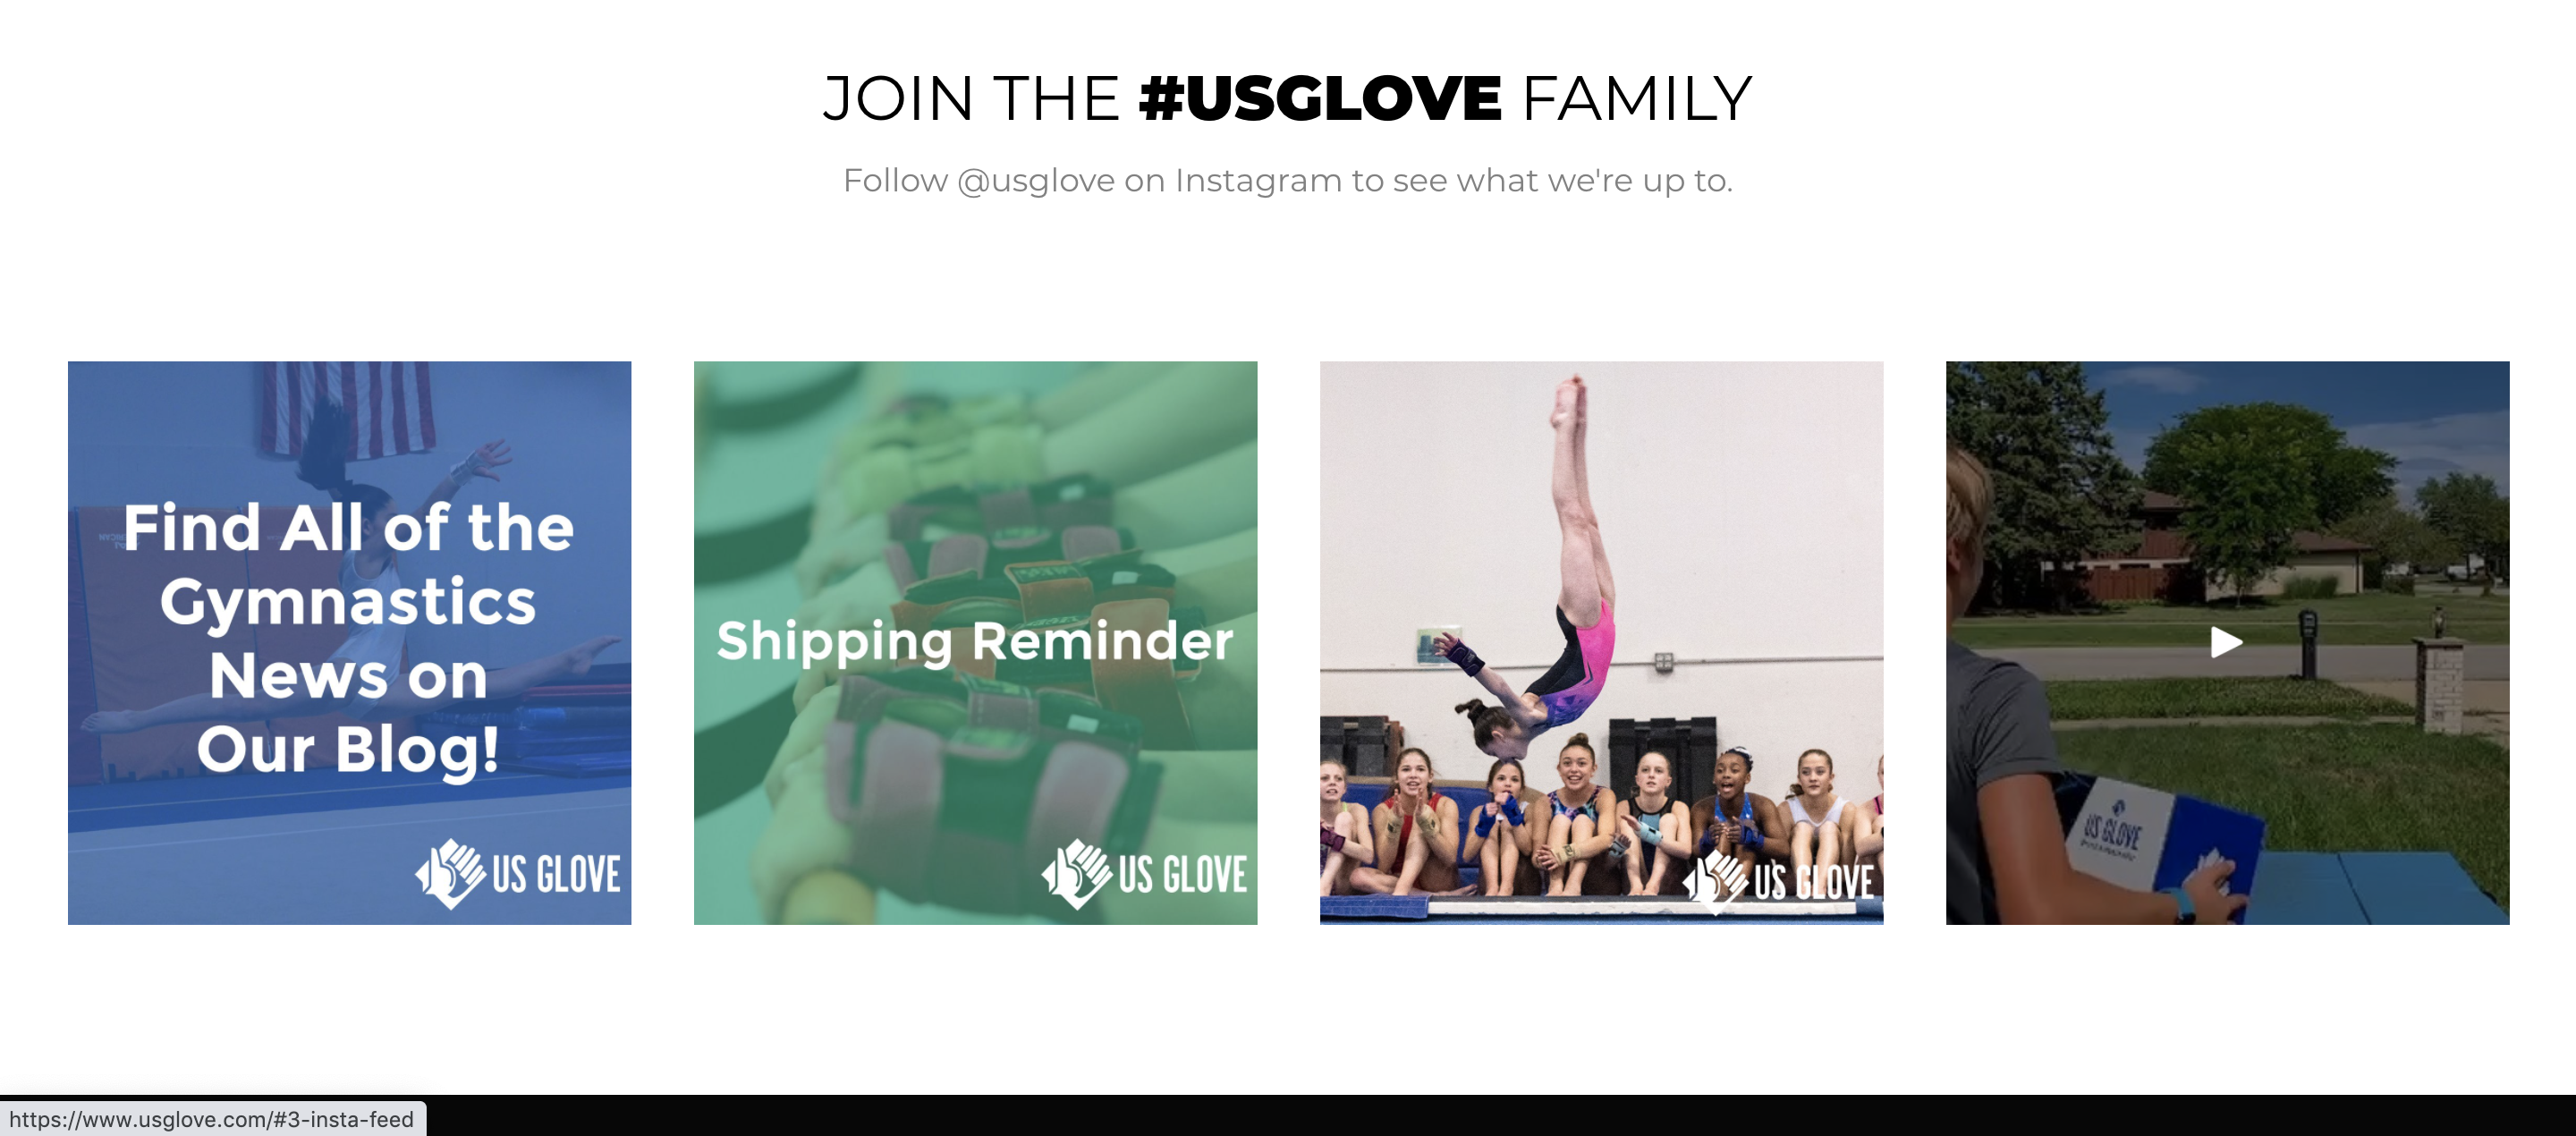 JOIN THE #USGLOVE FAMILY
Follow @usglove on Instagram to see what we're up to.
Find All of the
Gymnastics
News on
Our Blog!
US GLOVE
Shipping Reminder
US GLOVE
US GLOVE
US GLOVE
https://www.usglove.com/#3-insta-feed